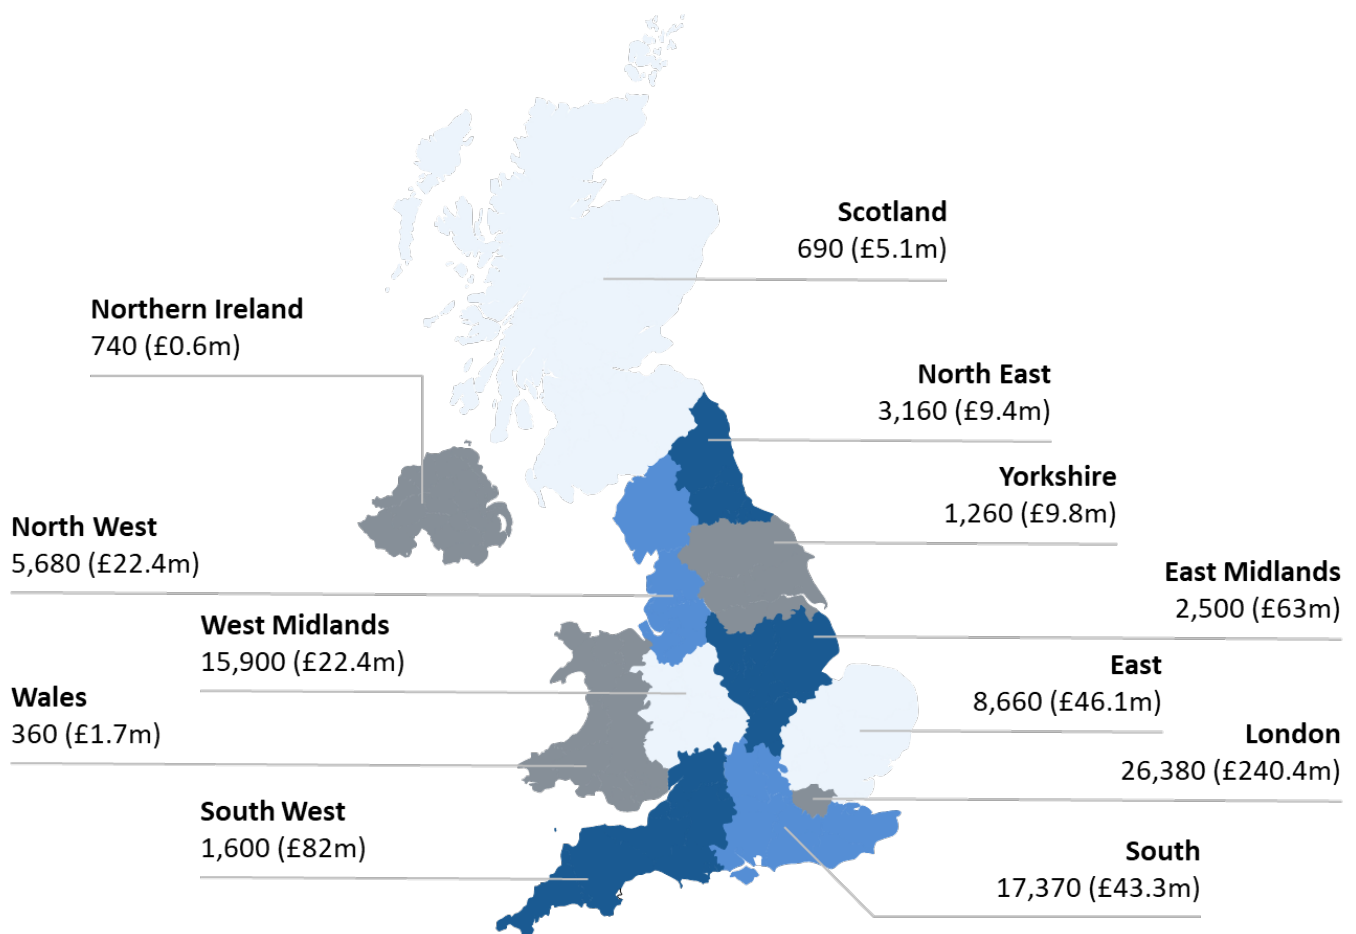 Scotland
690 (£5.1m)
Northern Ireland
740 (£0.6m)
North East
3,160 (£9.4m)
Yorkshire
1,260 (£9.8m)
North West
5,680 (£22.4m)
East Midlands
2,500 (£63m)
West Midlands
15,900 (£22.4m)
East
8,660 (£46.1m)
Wales
360 (£1.7m)
London
26,380 (£240.4m)
South West
1,600 (£82m)
South
17,370 (£43.3m)